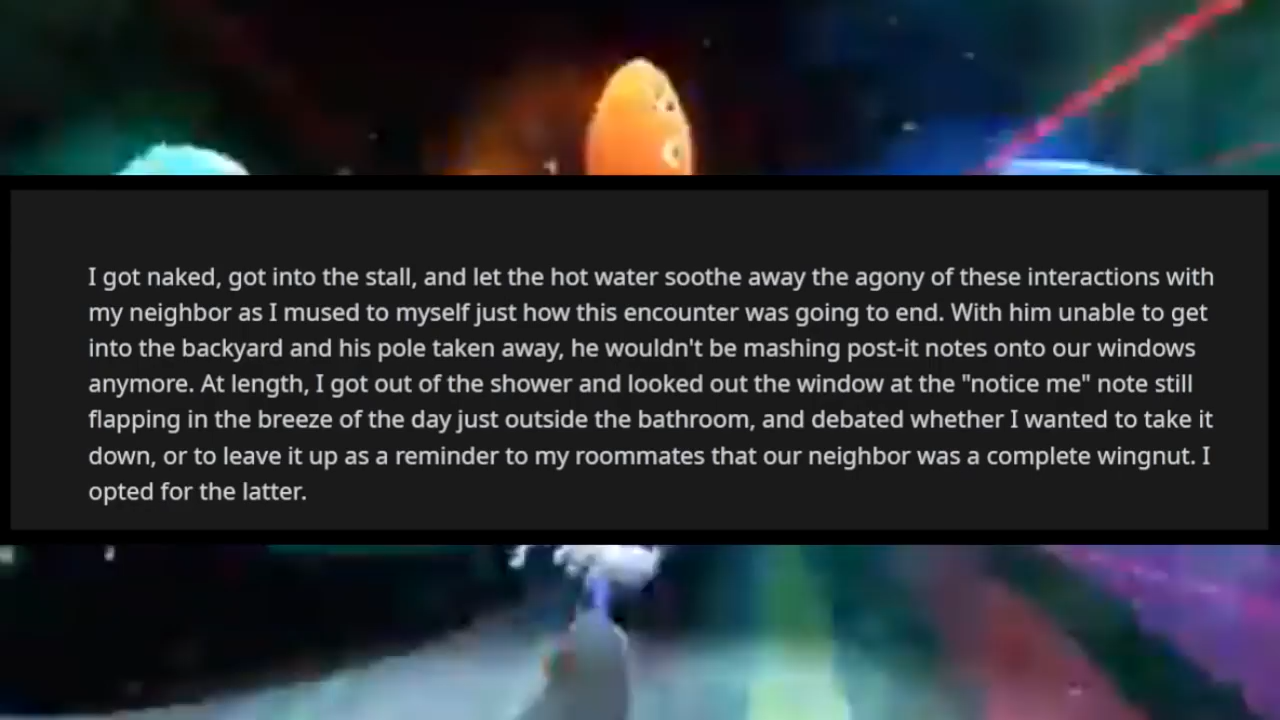 I got naked, got into the stall, and let the hot water soothe away the agony of these interactions with
my neighbor as I mused to myself just how this encounter was going to end. With him unable to get
into the backyard and his pole taken away, he wouldn't be mashing post-it notes onto our windows
anymore. At length, I got out of the shower and looked out the window at the "notice me" note still
flapping in the breeze of the day just outside the bathroom, and debated whether I wanted to take it
down, or to leave it up as a reminder to my roommates that our neighbor was a complete wingnut. I
opted for the latter.